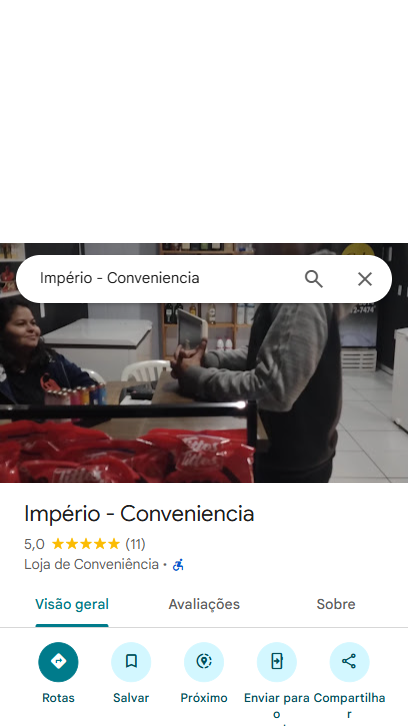 Império - Conveniencia
2-7474
Império - Conveniencia
5,0 (11)
Loja de Conveniência ·
Visão geral Avaliações Sobre
Rotas Salvar Próximo Enviar para o Compartilhar